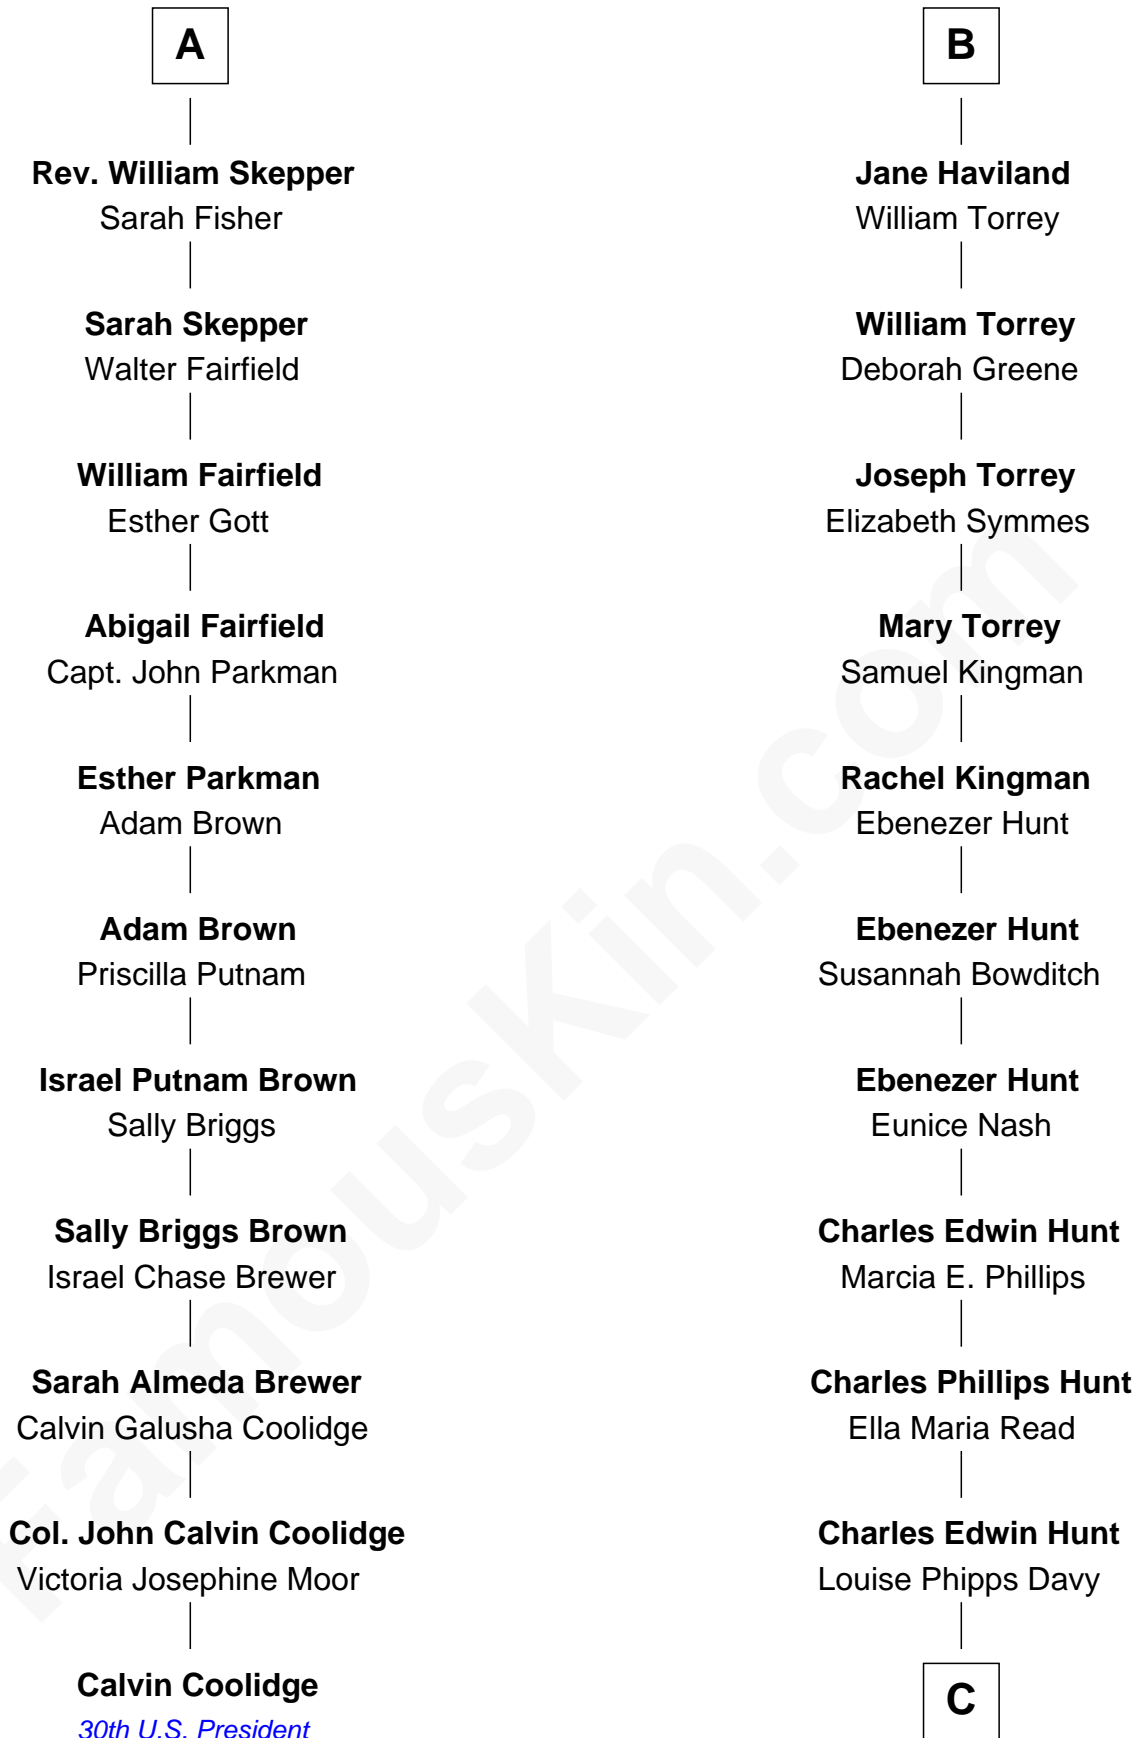 A
Rev. William Skepper
Sarah Fisher
Sarah Skepper
Walter Fairfield
William Fairfield
Esther Gott
Abigail Fairfield
Capt. John Parkman
Esther Parkman
Adam Brown
Adam Brown
Priscilla Putnam
Israel Putnam Brown
Sally Briggs
Sally Briggs Brown
Israel Chase Brewer
Sarah Almeda Brewer
Calvin Galusha Coolidge
Col. John Calvin Coolidge
Victoria Josephine Moor
Calvin Coolidge
30th U.S. President
B
Jane Haviland
William Torrey
William Torrey
Deborah Greene
Joseph Torrey
Elizabeth Symmes
Mary Torrey
Samuel Kingman
Rachel Kingman
Ebenezer Hunt
Ebenezer Hunt
Susannah Bowditch
Ebenezer Hunt
Eunice Nash
Charles Edwin Hunt
Marcia E. Phillips
Charles Phillips Hunt
Ella Maria Read
Charles Edwin Hunt
Louise Phipps Davy
C
FamousKin.com